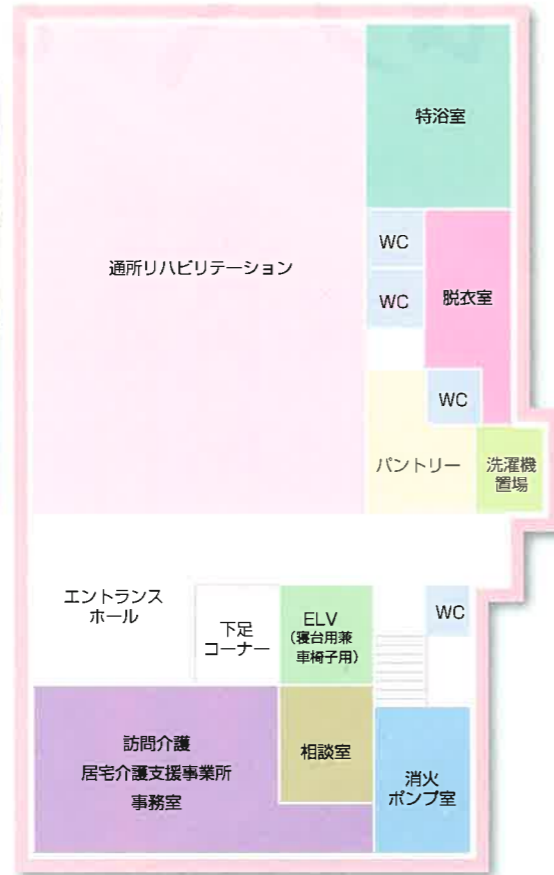 特浴室
WC
通所リハビリテーション
WC
脱衣室
WC
パントリー
洗濯機
置場
エントランス
ホール
下足
コーナー
ELV
(寝台用兼
車椅子用)
WC
訪問介護
居宅介護支援事業所
事務室
相談室
消火
ポンプ室